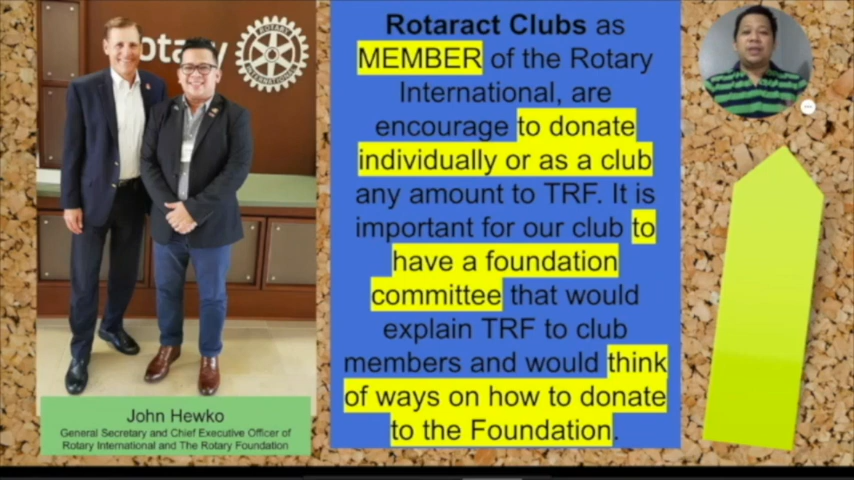 Rotary
ROTARY
INTERNATIONAL
John Hewko
General Secretary and Chief Executive Officer of
Rotary International and The Rotary Foundation
Rotaract Clubs as
MEMBER of the Rotary
International, are
encourage to donate
individually or as a club
any amount to TRF. It is
important for our club to
have a foundation
committee that would
explain TRF to club
members and would think
of ways on how to donate
to the Foundation.